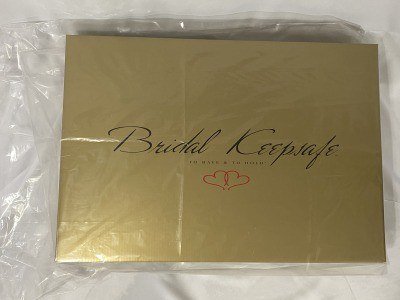 Bridal Keepsafe.
TO HAVE & TO HOLD.